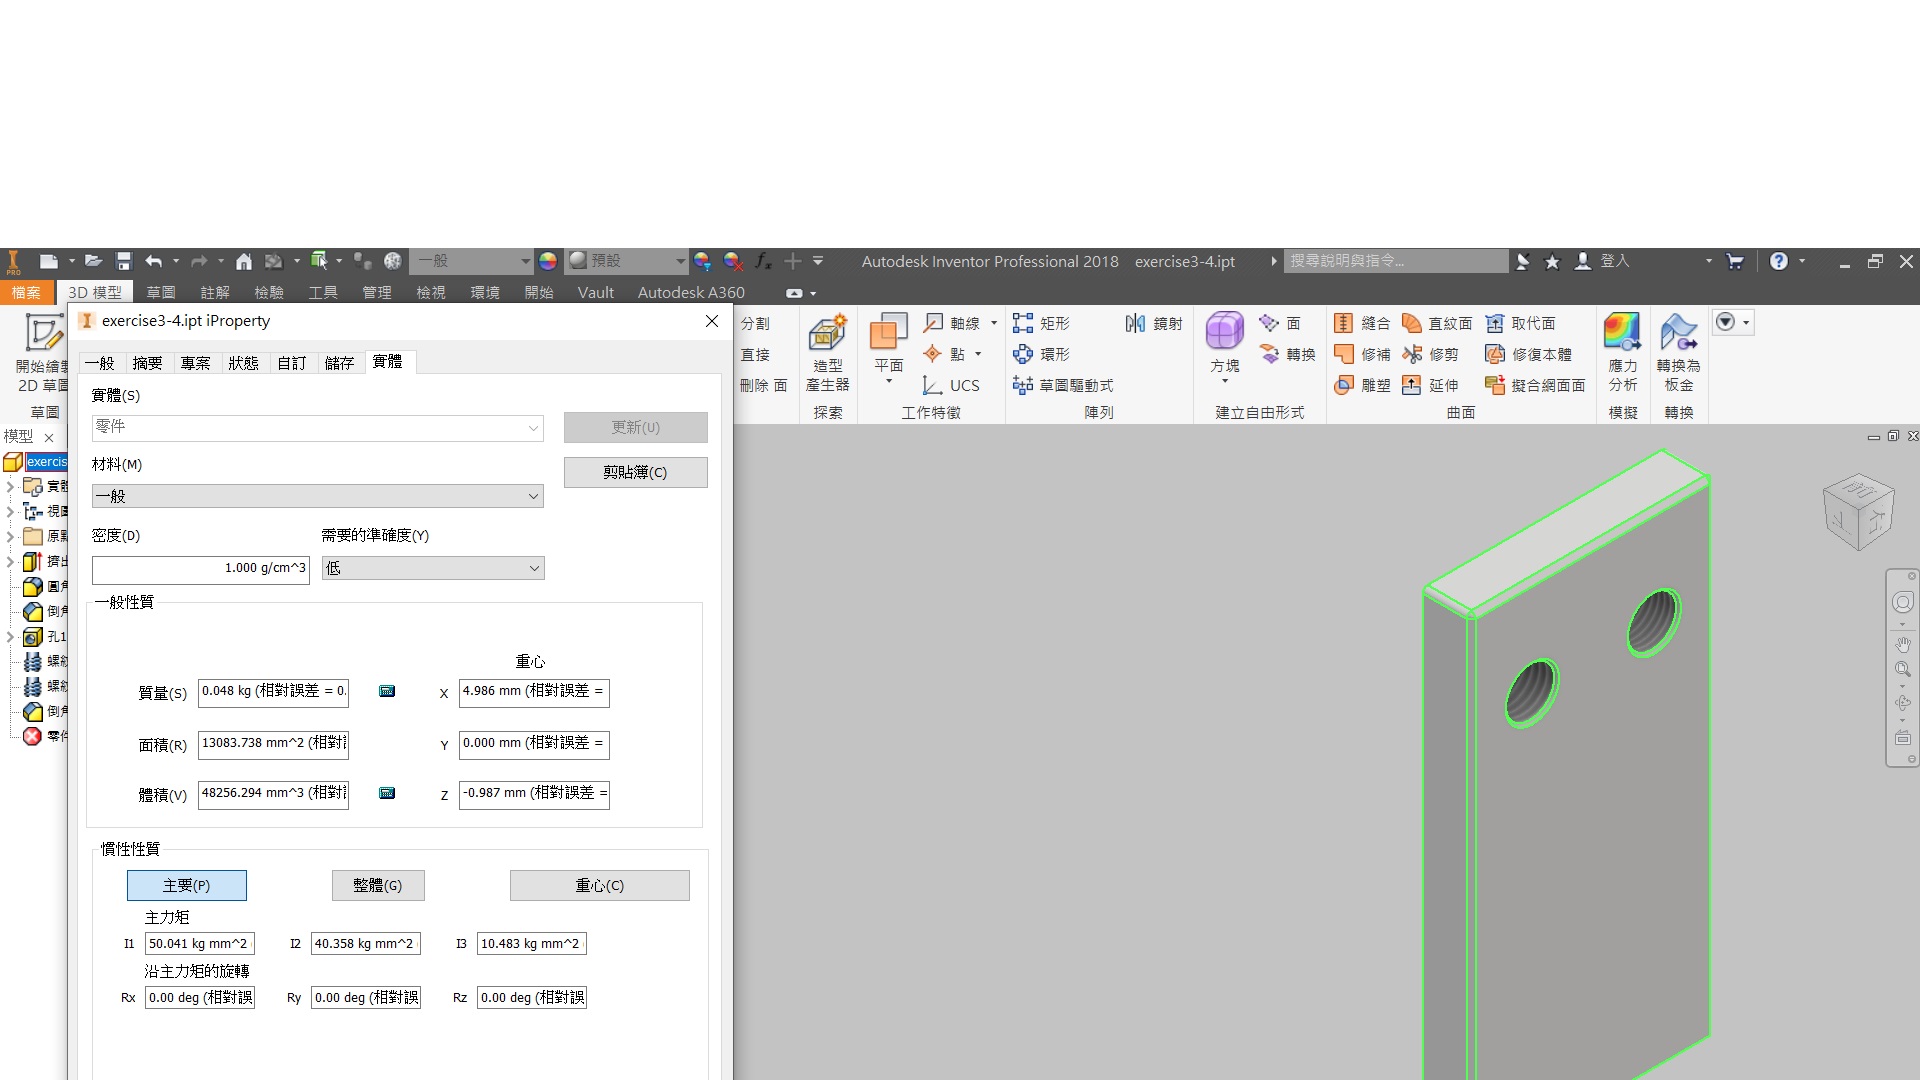 PRO
一般
預設
Autodesk Inventor Professional 2018 exercise3-4.ipt
搜尋說明與指令...
登入
檔案 3D 模型 草圖 註解 檢驗 工具 管理 檢視 環境 開始 Vault Autodesk A360
開始繪製
2D 草圖
草圖
分割
直接
刪除 面
造型
產生器
探索
平面
軸線
點
UCS
工作特徵
矩形
環形
草圖驅動式
鏡射
陣列
方塊
面
轉換
建立自由形式
縫合 直紋面 取代面
修補 修剪 修復本體
雕塑 延伸 擬合網面面
曲面
應力
分析
模擬
轉換為
板金
轉換
模型
exercis
實體
視圖
原點
擠出
圓角
倒角
孔1
螺紋
螺紋
倒角
零件
exercise3-4.ipt iProperty
一般 摘要 專案 狀態 自訂 儲存 實體
實體(S)
零件
更新(U)
材料(M)
剪貼簿(C)
一般
密度(D) 需要的準確度(Y)
1.000 g/cm^3 低
一般性質
重心
質量(S) 0.048 kg (相對誤差 = 0. X 4.986 mm (相對誤差 =
面積(R) 13083.738 mm^2 (相對 Y 0.000 mm (相對誤差 =
體積(V) 48256.294 mm^3 (相對 Z -0.987 mm (相對誤差 =
慣性性質
主要(P) 整體(G) 重心(C)
主力矩
I1 50.041 kg mm^2 I2 40.358 kg mm^2 I3 10.483 kg mm^2
沿主力矩的旋轉
Rx 0.00 deg (相對誤 Ry 0.00 deg (相對誤 Rz 0.00 deg (相對誤